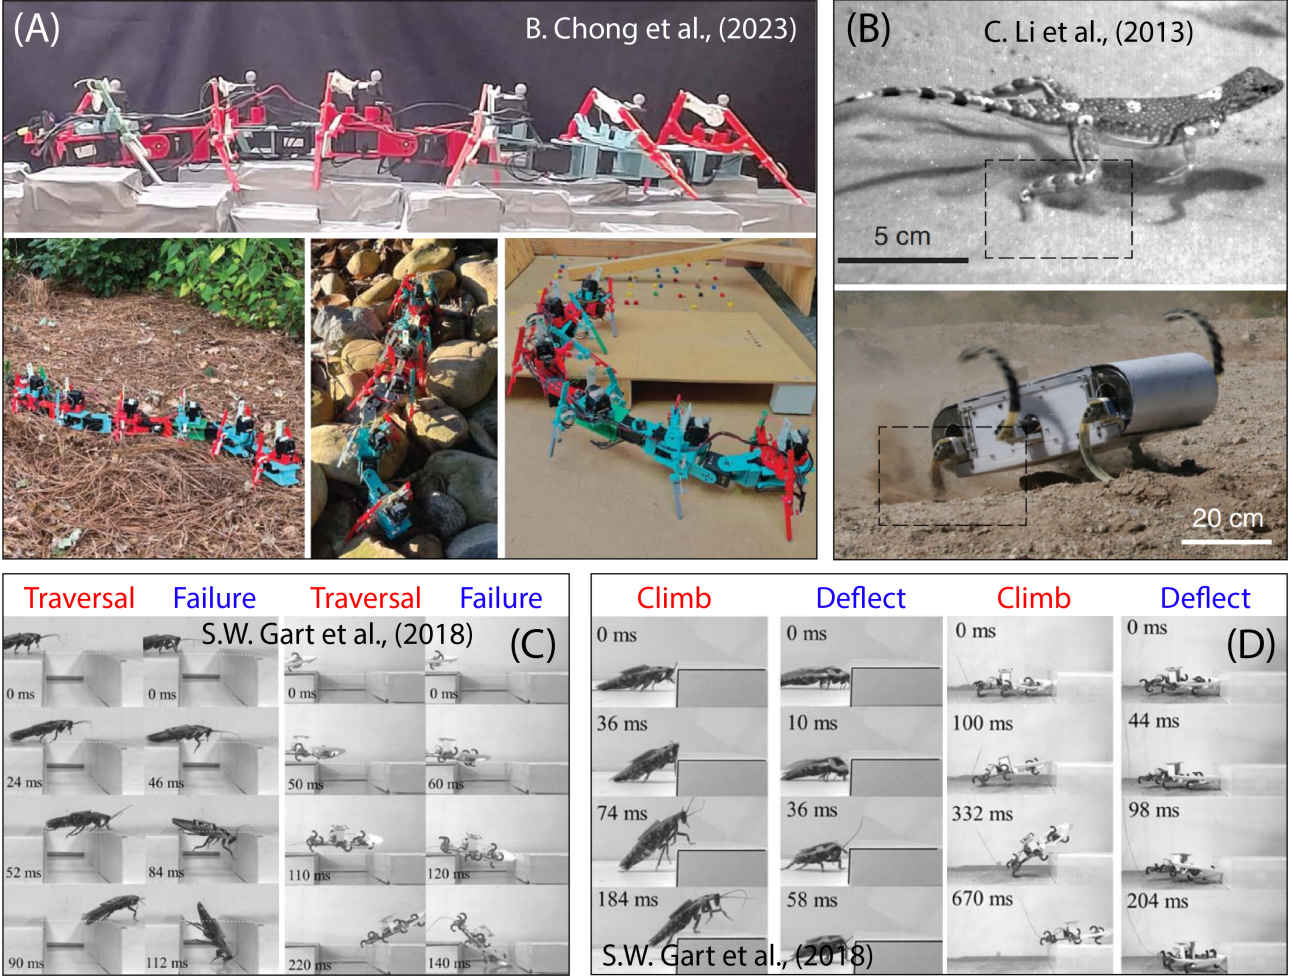 (A)
B. Chong et al., (2023)
(B)
C. Li et al., (2013)
5 cm
20 cm
Traversal Failure Traversal Failure
S.W. Gart et al., (2018) (C)
0 ms 0 ms 0 ms 0 ms
24 ms 46 ms 50 ms 60 ms
52 ms 84 ms 110 ms 120 ms
90 ms 112 ms 220 ms 140 ms
Climb Deflect Climb Deflect
(D)
0 ms 0 ms 0 ms 0 ms
36 ms 10 ms 100 ms 44 ms
74 ms 36 ms 332 ms 98 ms
184 ms 58 ms 670 ms 204 ms
S.W. Gart et al., (2018)